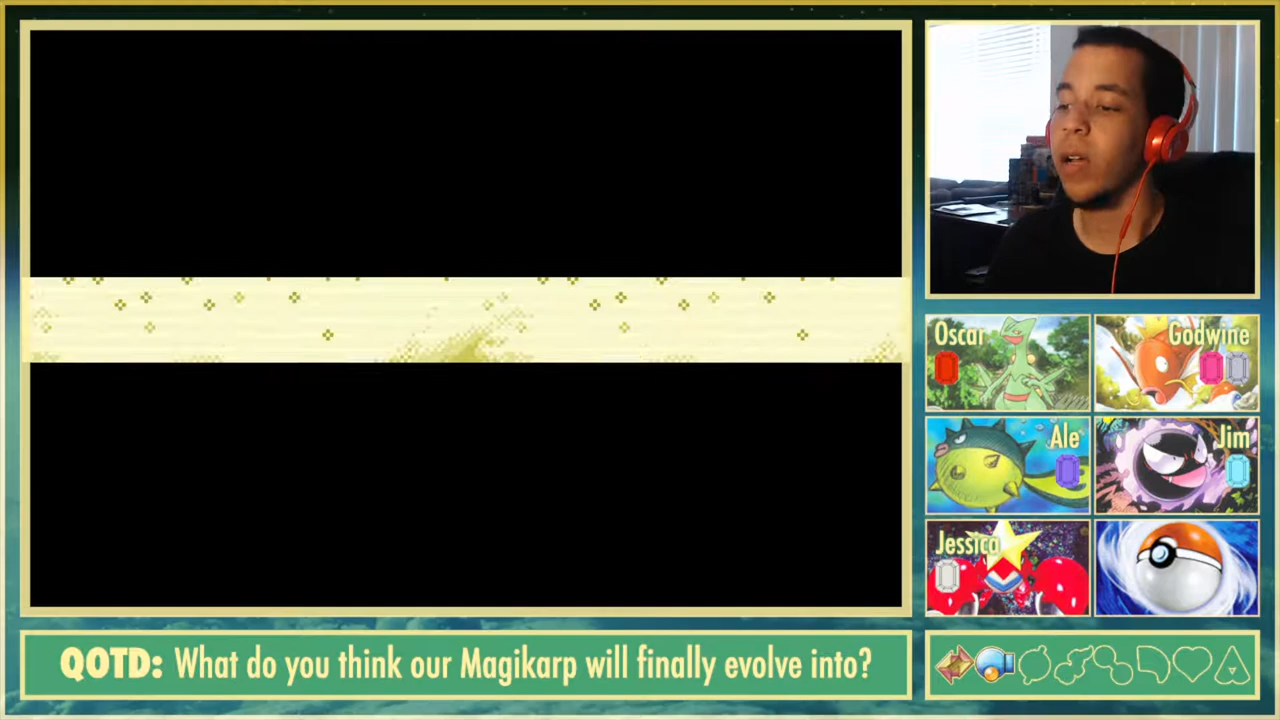 Oscar
Godwine
Ale
Jim
Jessica
QOTD: What do you think our Magikarp will finally evolve into?